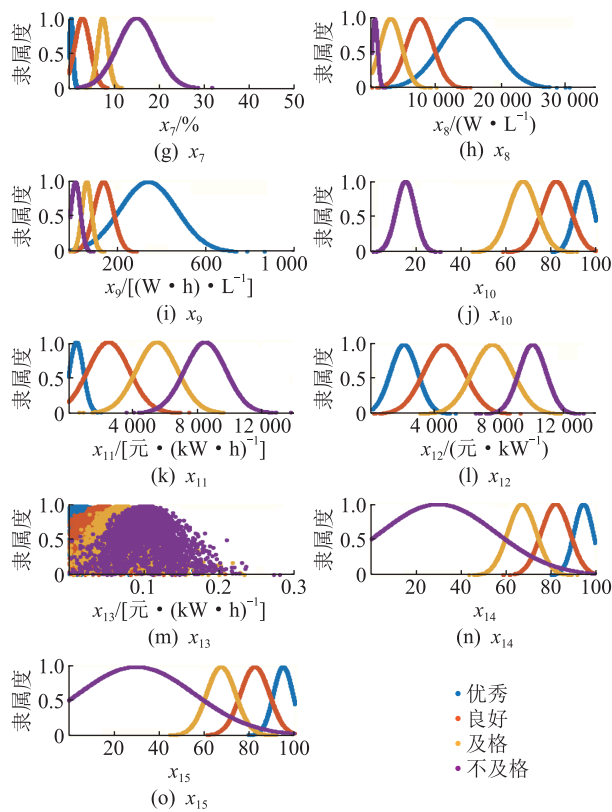 隶属度
1.0
0.5
0
10 20 30 40 50
x7/%
(g) x7
隶属度
1.0
0.5
0
10 000 20 000 30 000
x8/(W·L⁻¹)
(h) x8
隶属度
1.0
0.5
0
200 600 1 000
x9/[(W·h)·L⁻¹]
(i) x9
隶属度
1.0
0.5
0 20 40 60 80 100
x10
(j) x10
隶属度
1.0
0.5
0
4 000 8 000 12 000
x11/[元·(kW·h)⁻¹]
(k) x11
隶属度
1.0
0.5
0
4 000 8 000 12 000
x12/(元·kW⁻¹)
(l) x12
隶属度
1.0
0.5
0
0.1 0.2 0.3
x13/[元·(kW·h)⁻¹]
(m) x13
隶属度
1.0
0.5
0
20 40 60 80 100
x14
(n) x14
隶属度
1.0
0.5
0
20 40 60 80 100
x15
(o) x15
优秀
良好
及格
不及格